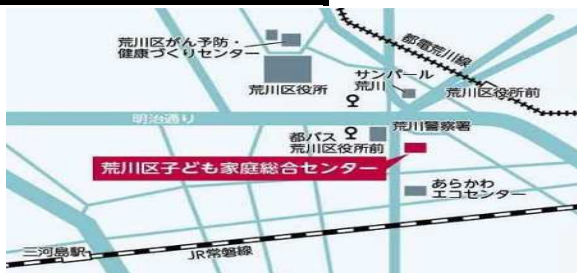 荒川区がん予防・
健康づくりセンター
荒川区役所
都電荒川線
サンパール
荒川
荒川区役所前
明治通り
都バス
荒川区役所前
荒川警察署
荒川区子ども家庭総合センター
あらかわ
エコセンター
三河島駅
JR常磐線